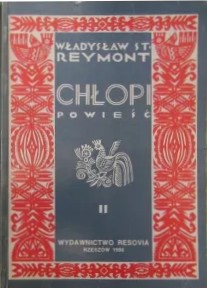 WŁADYSŁAW ST.
REYMONT
CHŁOPI
POWIEŚĆ
II
WYDAWNICTWO RESOVIA
RZESZÓW